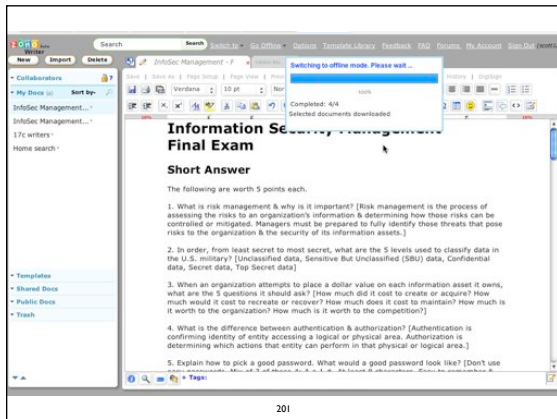 ZOHO Beta
Writer
Search
Search
Switch to
Go Offline
Options
Template Library
Feedback
FAQ
Forums
My Account
Sign Out
New
Import
Delete
InfoSec Management - F
Collaborators
My Docs
Sort by
InfoSec Management...
InfoSec Management...
17c writers
Home search
Save
Save As
Page Setup
Page View
History
DigiSign
Verdana
10 pt
Switching to offline mode. Please wait ...
100%
Completed: 4/4
Selected documents downloaded
Information Security Management
Final Exam
Short Answer
The following are worth 5 points each.
1. What is risk management & why is it important? [Risk management is the process of
assessing the risks to an organization's information & determining how those risks can be
controlled or mitigated. Managers must be prepared to fully identify those threats that pose
risks to the organization & the security of its information assets.]
2. In order, from least secret to most secret, what are the 5 levels used to classify data in
the U.S. military? [Unclassified data, Sensitive But Unclassified (SBU) data, Confidential
data, Secret data, Top Secret data]
3. When an organization attempts to place a dollar value on each information asset it owns,
what are the 5 questions it should ask? [How much did it cost to create or acquire? How
much would it cost to recreate or recover? How much does it cost to maintain? How much is
it worth to the organization? How much is it worth to the competition?]
4. What is the difference between authentication & authorization? [Authentication is
confirming identity of entity accessing a logical or physical area. Authorization is
determining which actions that entity can perform in that physical or logical area.]
5. Explain how to pick a good password. What would a good password look like? [Don't use
Templates
Shared Docs
Public Docs
Trash
Tags:
201